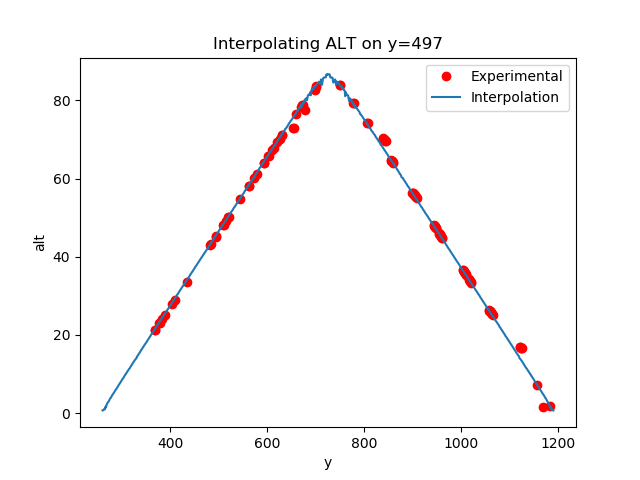 Interpolating ALT on y=497
Experimental
Interpolation
80
60
40
20
0
alt
400 600 800 1000 1200
y